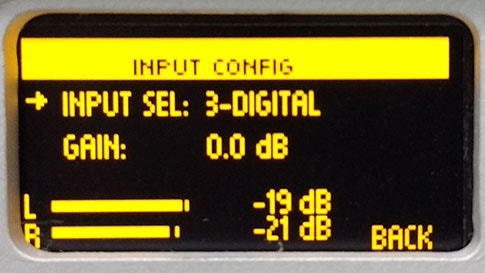 INPUT CONFIG
→ INPUT SEL: 3-DIGITAL
GAIN: 0.0 dB
L -19 dB
R -21 dB BACK